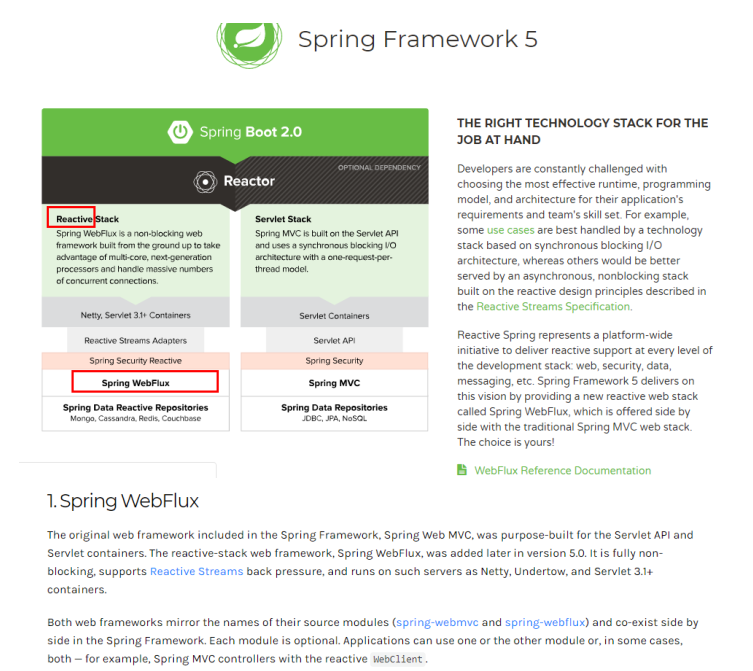 Spring Framework 5
Spring Boot 2.0
OPTIONAL DEPENDENCY
Reactor
Reactive Stack
Spring WebFlux is a non-blocking web
framework built from the ground up to take
advantage of multi-core, next-generation
processors and handle massive numbers
of concurrent connections.
Servlet Stack
Spring MVC is built on the Servlet API
and uses a synchronous blocking I/O
architecture with a one-request-per-
thread model.
Netty, Servlet 3.1+ Containers
Servlet Containers
Reactive Streams Adapters
Servlet API
Spring Security Reactive
Spring Security
Spring WebFlux
Spring MVC
Spring Data Reactive Repositories
Mongo, Cassandra, Redis, Couchbase
Spring Data Repositories
JDBC, JPA, NoSQL
THE RIGHT TECHNOLOGY STACK FOR THE
JOB AT HAND
Developers are constantly challenged with
choosing the most effective runtime, programming
model, and architecture for their application's
requirements and team's skill set. For example,
some use cases are best handled by a technology
stack based on synchronous blocking I/O
architecture, whereas others would be better
served by an asynchronous, nonblocking stack
built on the reactive design principles described in
the Reactive Streams Specification.
Reactive Spring represents a platform-wide
initiative to deliver reactive support at every level of
the development stack: web, security, data,
messaging, etc. Spring Framework 5 delivers on
this vision by providing a new reactive web stack
called Spring WebFlux, which is offered side by
side with the traditional Spring MVC web stack.
The choice is yours!
WebFlux Reference Documentation
1. Spring WebFlux
The original web framework included in the Spring Framework, Spring Web MVC, was purpose-built for the Servlet API and
Servlet containers. The reactive-stack web framework, Spring WebFlux, was added later in version 5.0. It is fully non-
blocking, supports Reactive Streams back pressure, and runs on such servers as Netty, Undertow, and Servlet 3.1+
containers.
Both web frameworks mirror the names of their source modules (spring-webmvc and spring-webflux) and co-exist side by
side in the Spring Framework. Each module is optional. Applications can use one or the other module or, in some cases,
both — for example, Spring MVC controllers with the reactive WebClient.